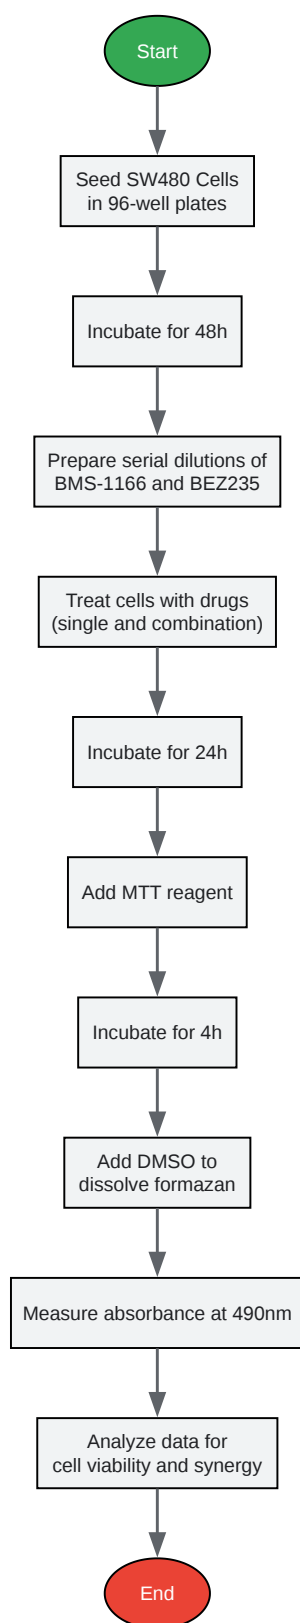 Start
Seed SW480 Cells
in 96-well plates
Incubate for 48h
Prepare serial dilutions of
BMS-1166 and BEZ235
Treat cells with drugs
(single and combination)
Incubate for 24h
Add MTT reagent
Incubate for 4h
Add DMSO to
dissolve formazan
Measure absorbance at 490nm
Analyze data for
cell viability and synergy
End